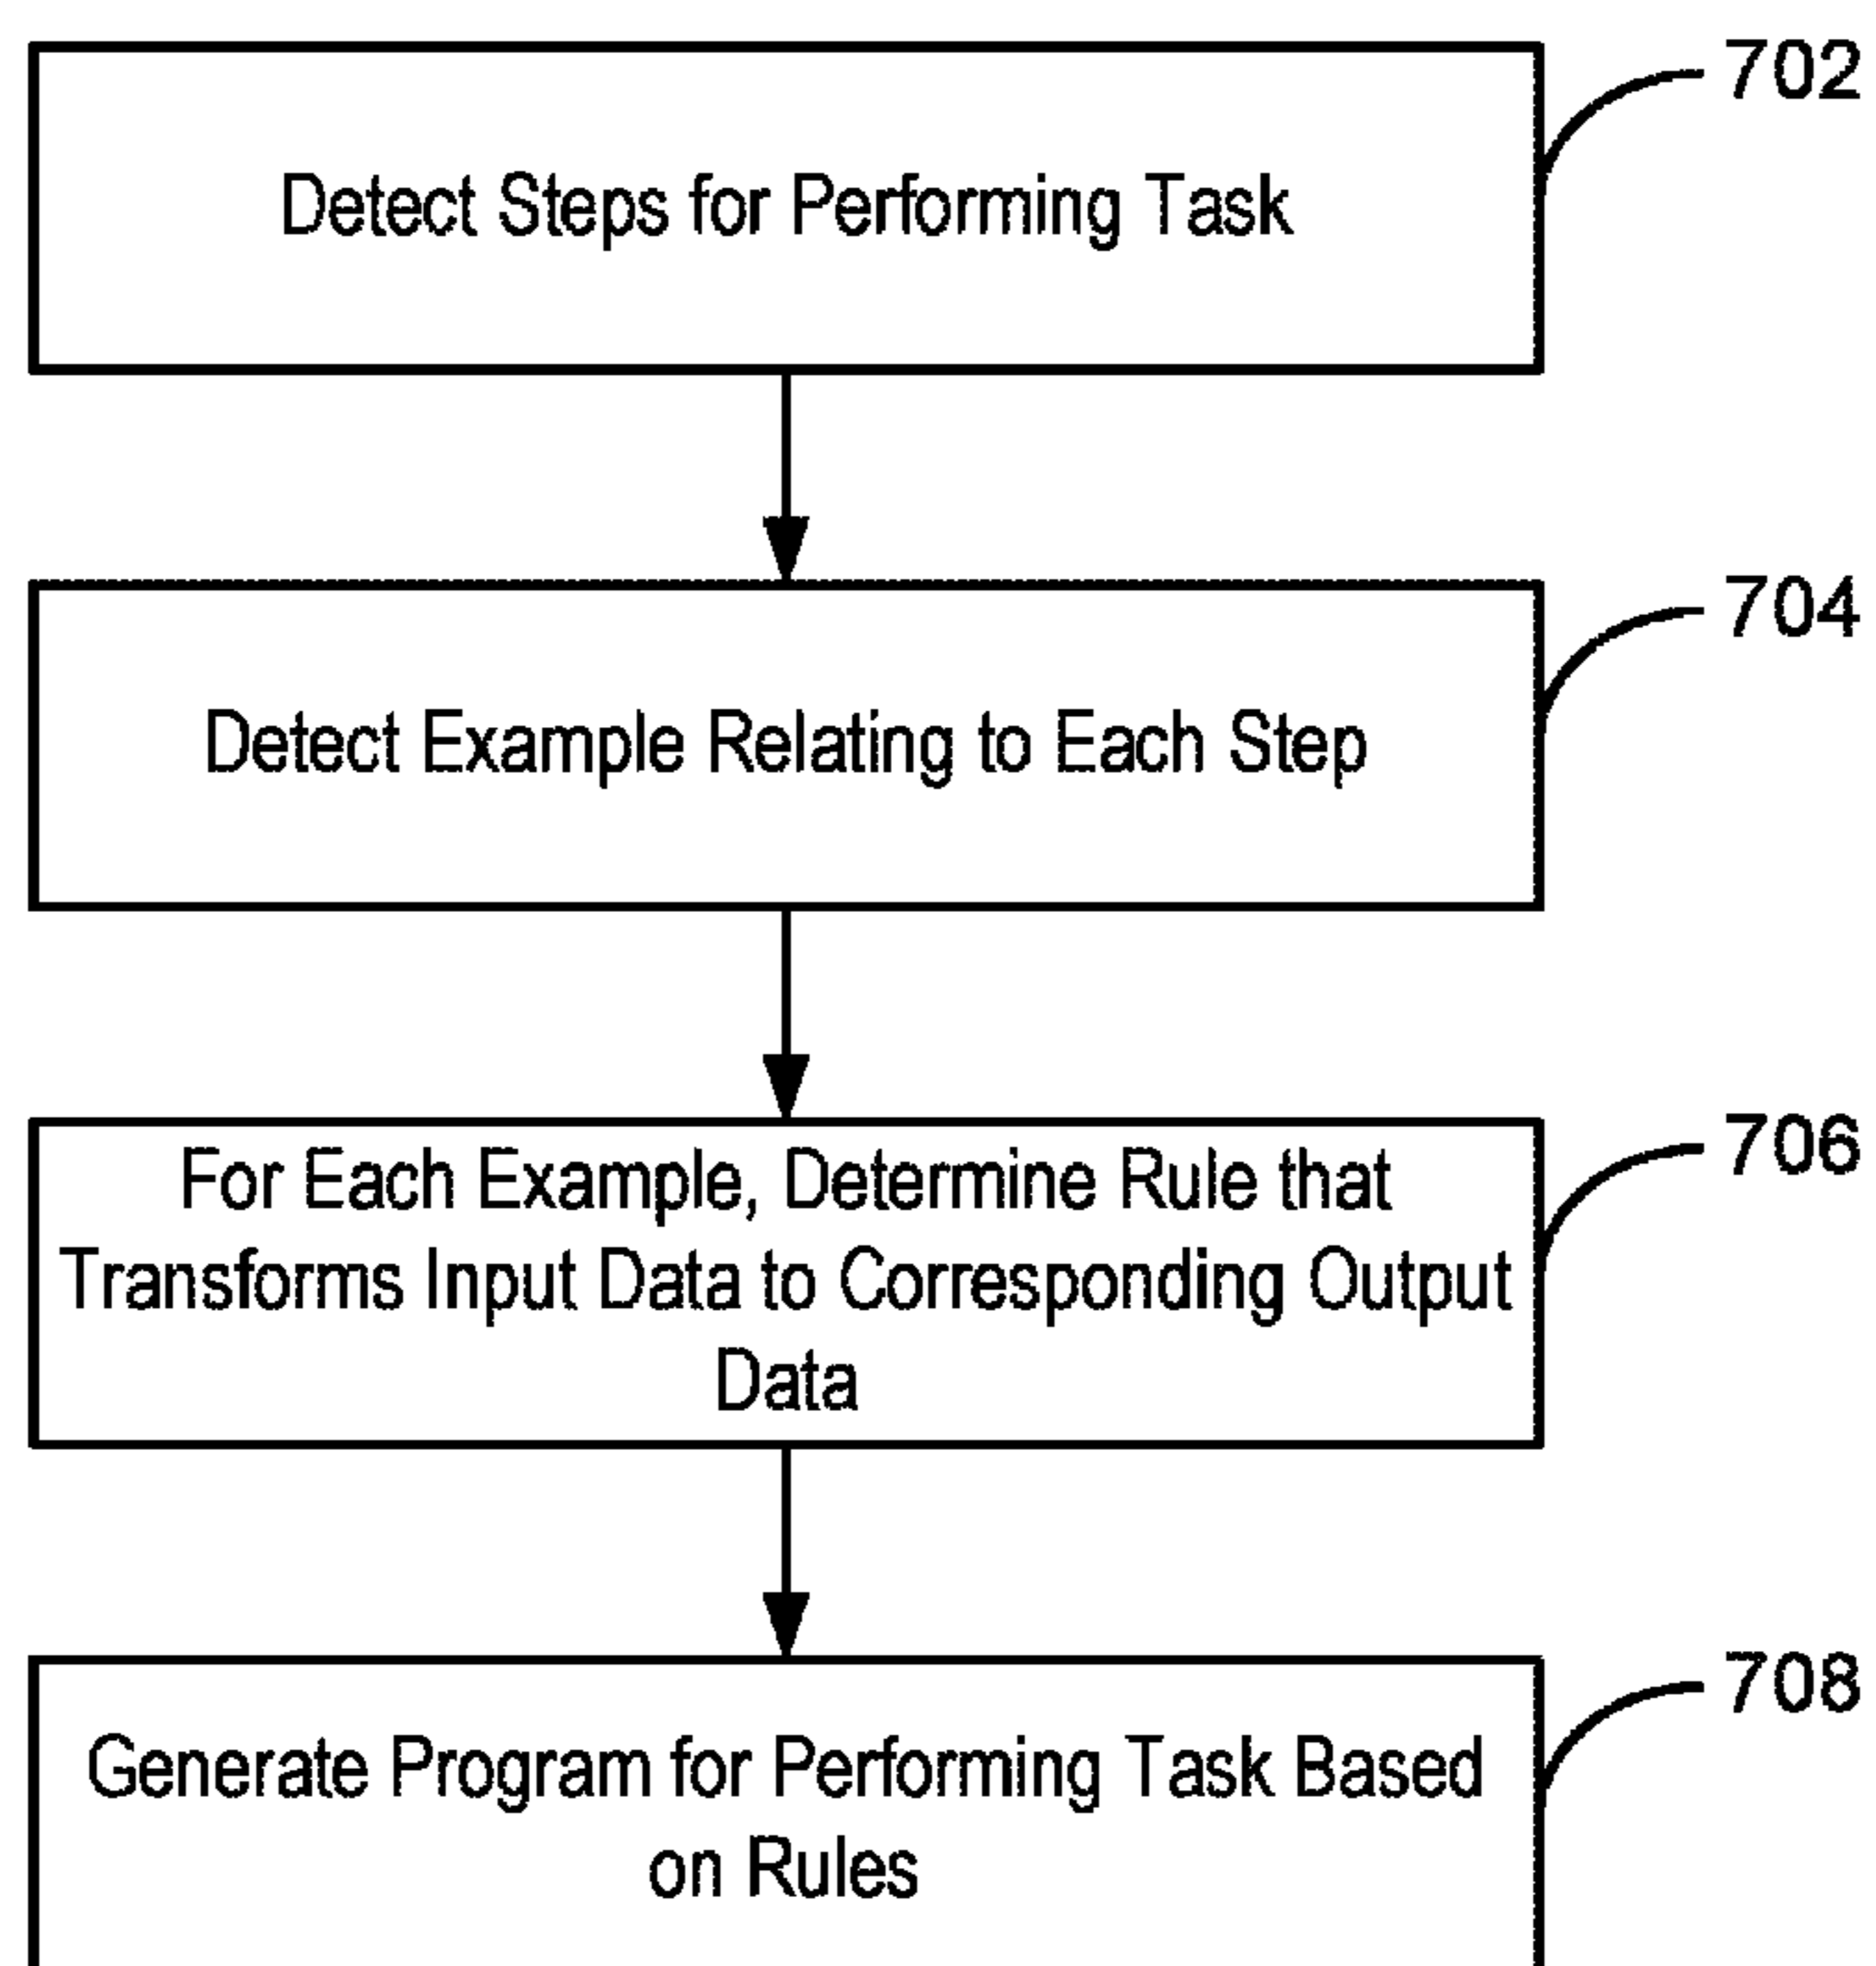 702
Detect Steps for Performing Task
704
Detect Example Relating to Each Step
706
For Each Example, Determine Rule that
Transforms Input Data to Corresponding Output
Data
708
Generate Program for Performing Task Based
on Rules